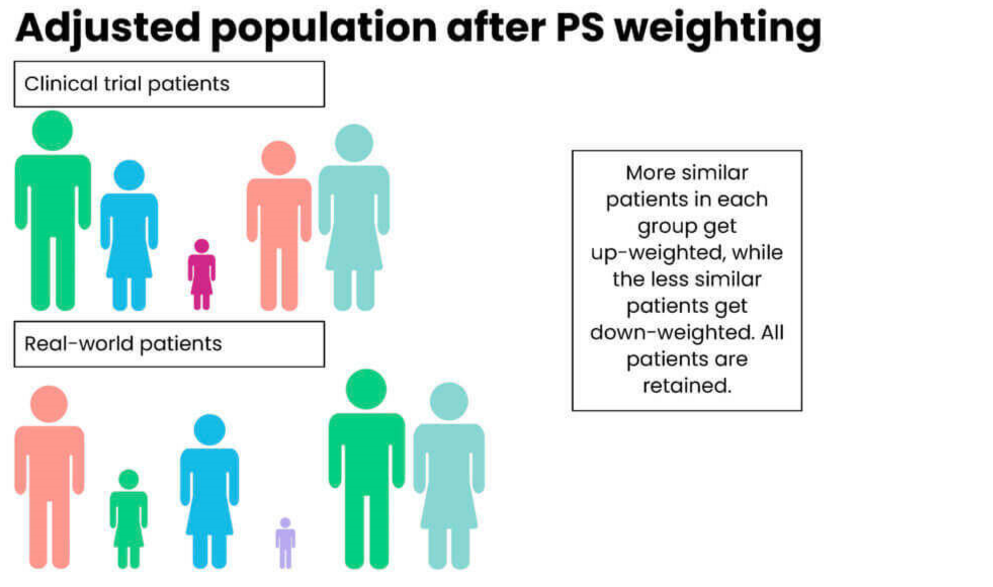 Adjusted population after PS weighting
Clinical trial patients
Real-world patients
More similar
patients in each
group get
up-weighted, while
the less similar
patients get
down-weighted. All
patients are
retained.